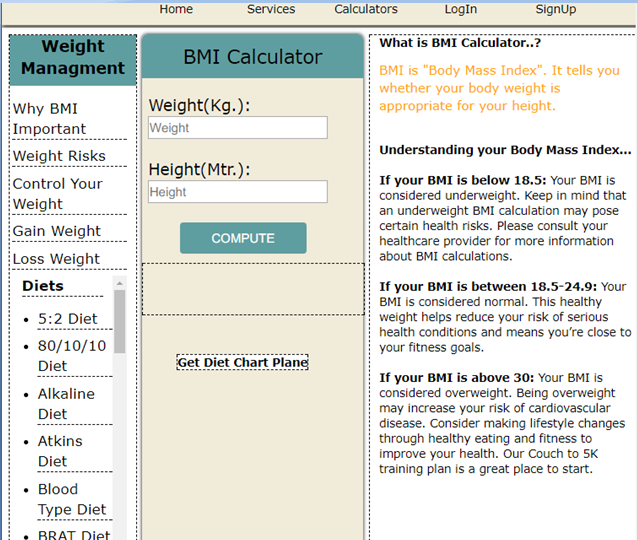 Home Services Calculators LogIn SignUp
Weight
Managment
Why BMI
Important
Weight Risks
Control Your
Weight
Gain Weight
Loss Weight
Diets
5:2 Diet
80/10/10
Diet
Alkaline
Diet
Atkins
Diet
Blood
Type Diet
BRAT Diet
BMI Calculator
Weight(Kg.):
Weight
Height(Mtr.):
Height
COMPUTE
Get Diet Chart Plane
What is BMI Calculator..?
BMI is "Body Mass Index". It tells you
whether your body weight is
appropriate for your height.
Understanding your Body Mass Index...
If your BMI is below 18.5: Your BMI is
considered underweight. Keep in mind that
an underweight BMI calculation may pose
certain health risks. Please consult your
healthcare provider for more information
about BMI calculations.
If your BMI is between 18.5-24.9: Your
BMI is considered normal. This healthy
weight helps reduce your risk of serious
health conditions and means you’re close to
your fitness goals.
If your BMI is above 30: Your BMI is
considered overweight. Being overweight
may increase your risk of cardiovascular
disease. Consider making lifestyle changes
through healthy eating and fitness to
improve your health. Our Couch to 5K
training plan is a great place to start.